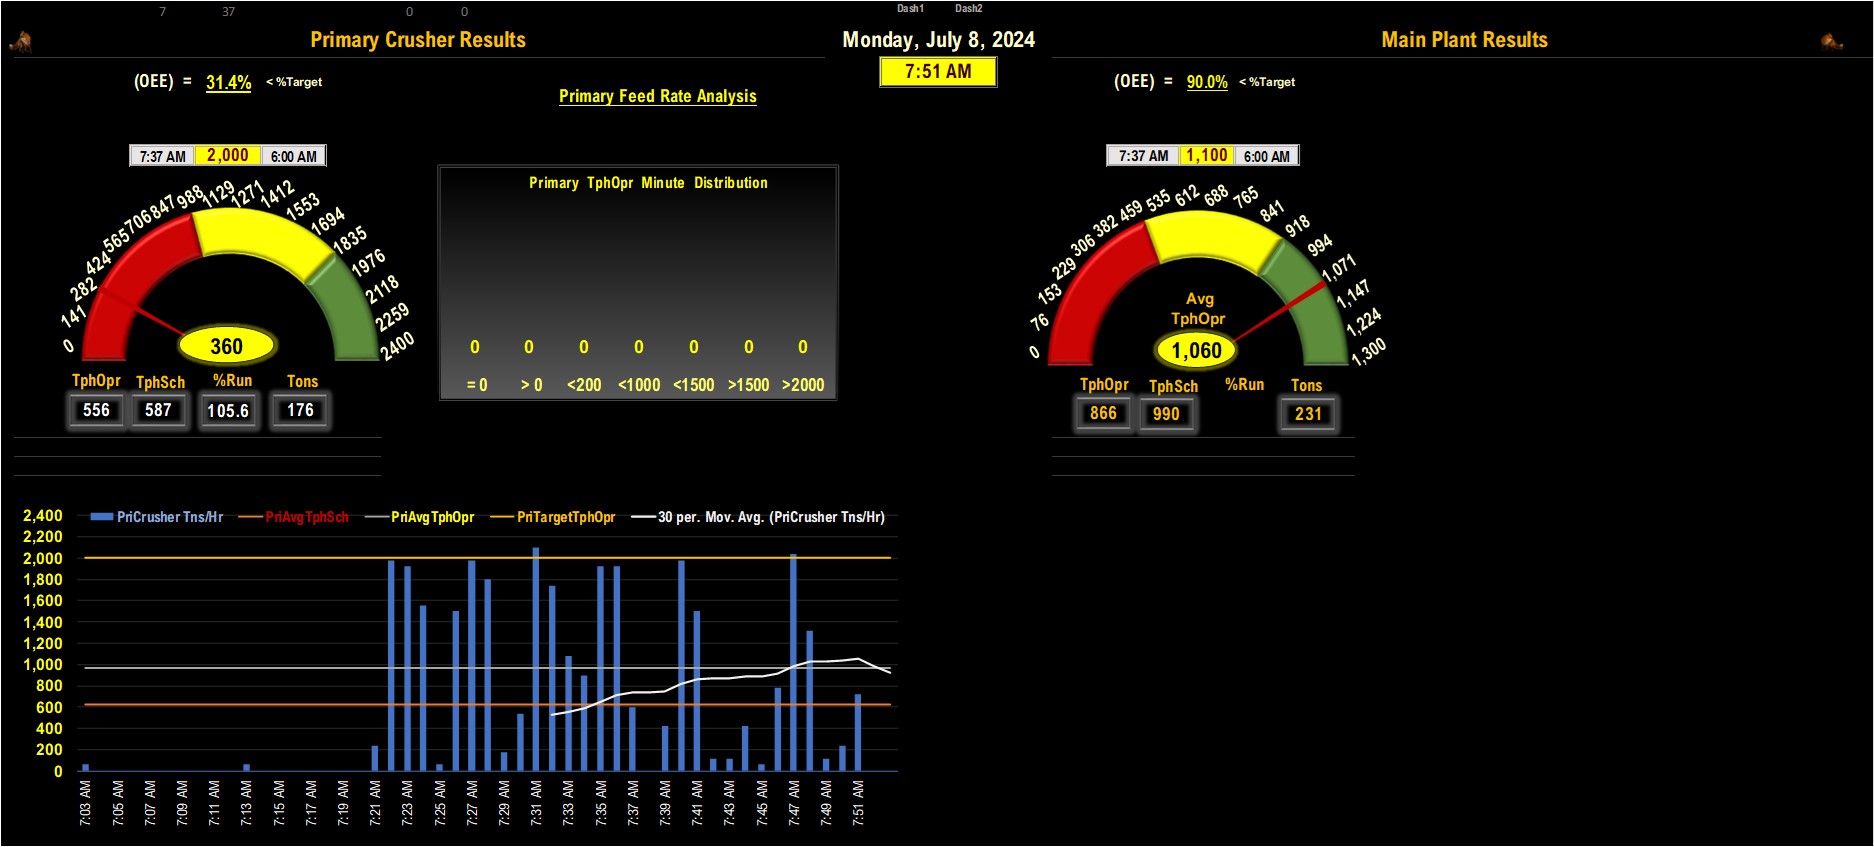 7 37 0 0 Dash1 Dash2
Primary Crusher Results
Monday, July 8, 2024
Main Plant Results
7:51 AM
(OEE) = 31.4% < %Target
Primary Feed Rate Analysis
(OEE) = 90.0% < %Target
7:37 AM 2,000 6:00 AM
0
141
282
424
565
706
847
988
1129
1271
1412
1553
1694
1835
1976
2118
2259
2400
360
TphOpr TphSch %Run Tons
556 587 105.6 176
Primary TphOpr Minute Distribution
0 0 0 0 0 0 0
= 0 > 0 <200 <1000 <1500 >1500 >2000
7:37 AM 1,100 6:00 AM
0
76
153
229
306
382
459
535
612
688
765
841
918
994
1,071
1,147
1,224
1,300
Avg
TphOpr
1,060
TphOpr TphSch %Run Tons
866 990 231
PriCrusher Tns/Hr PriAvgTphSch PriAvgTphOpr PriTargetTphOpr 30 per. Mov. Avg. (PriCrusher Tns/Hr)
2,400
2,200
2,000
1,800
1,600
1,400
1,200
1,000
800
600
400
200
0
7:03 AM
7:05 AM
7:07 AM
7:09 AM
7:11 AM
7:13 AM
7:15 AM
7:17 AM
7:19 AM
7:21 AM
7:23 AM
7:25 AM
7:27 AM
7:29 AM
7:31 AM
7:33 AM
7:35 AM
7:37 AM
7:39 AM
7:41 AM
7:43 AM
7:45 AM
7:47 AM
7:49 AM
7:51 AM